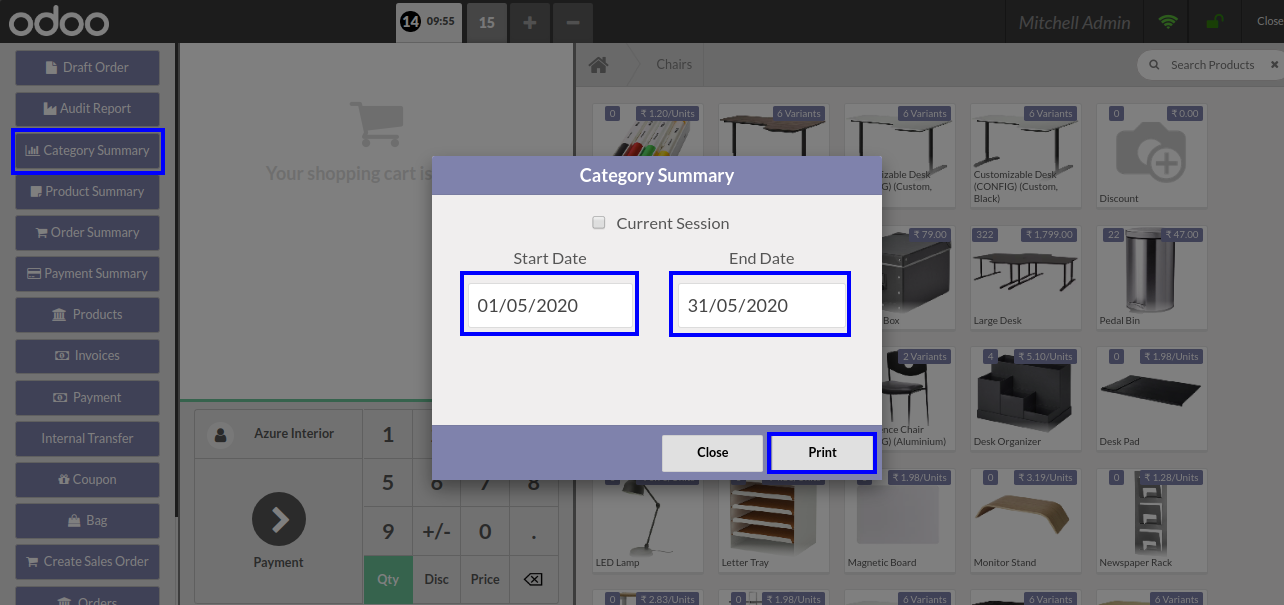 odoo
14 09:55
15
+
−
Mitchell Admin
Close
Draft Order
Audit Report
Category Summary
Product Summary
Order Summary
Payment Summary
Products
Invoices
Payment
Internal Transfer
Coupon
Bag
Create Sales Order
Orders
Your shopping cart is
Azure Interior
Payment
1
5 6 7 8
9 +/- 0 .
Qty Disc Price
Category Summary
Current Session
Start Date End Date
01/05/2020 31/05/2020
Close Print
Chairs
Search Products
0 ₹ 1.20/Units
6 Variants
6 Variants
izable Desk
G) (Custom,
6 Variants
Customizable Desk
(CONFIG) (Custom,
Black)
0 ₹ 0.00
Discount
₹ 79.00
Box
322 ₹ 1,799.00
Large Desk
22 ₹ 47.00
Pedal Bin
2 Variants
ence Chair
G) (Aluminium)
4 ₹ 5.10/Units
Desk Organizer
0 ₹ 1.98/Units
Desk Pad
LED Lamp
Letter Tray
₹ 1.98/Units
Magnetic Board
0 ₹ 3.19/Units
Monitor Stand
0 ₹ 1.28/Units
Newspaper Rack
0 ₹ 2.83/Units
0 ₹ 1.98/Units
6 Variants
6 Variants
6 Variants